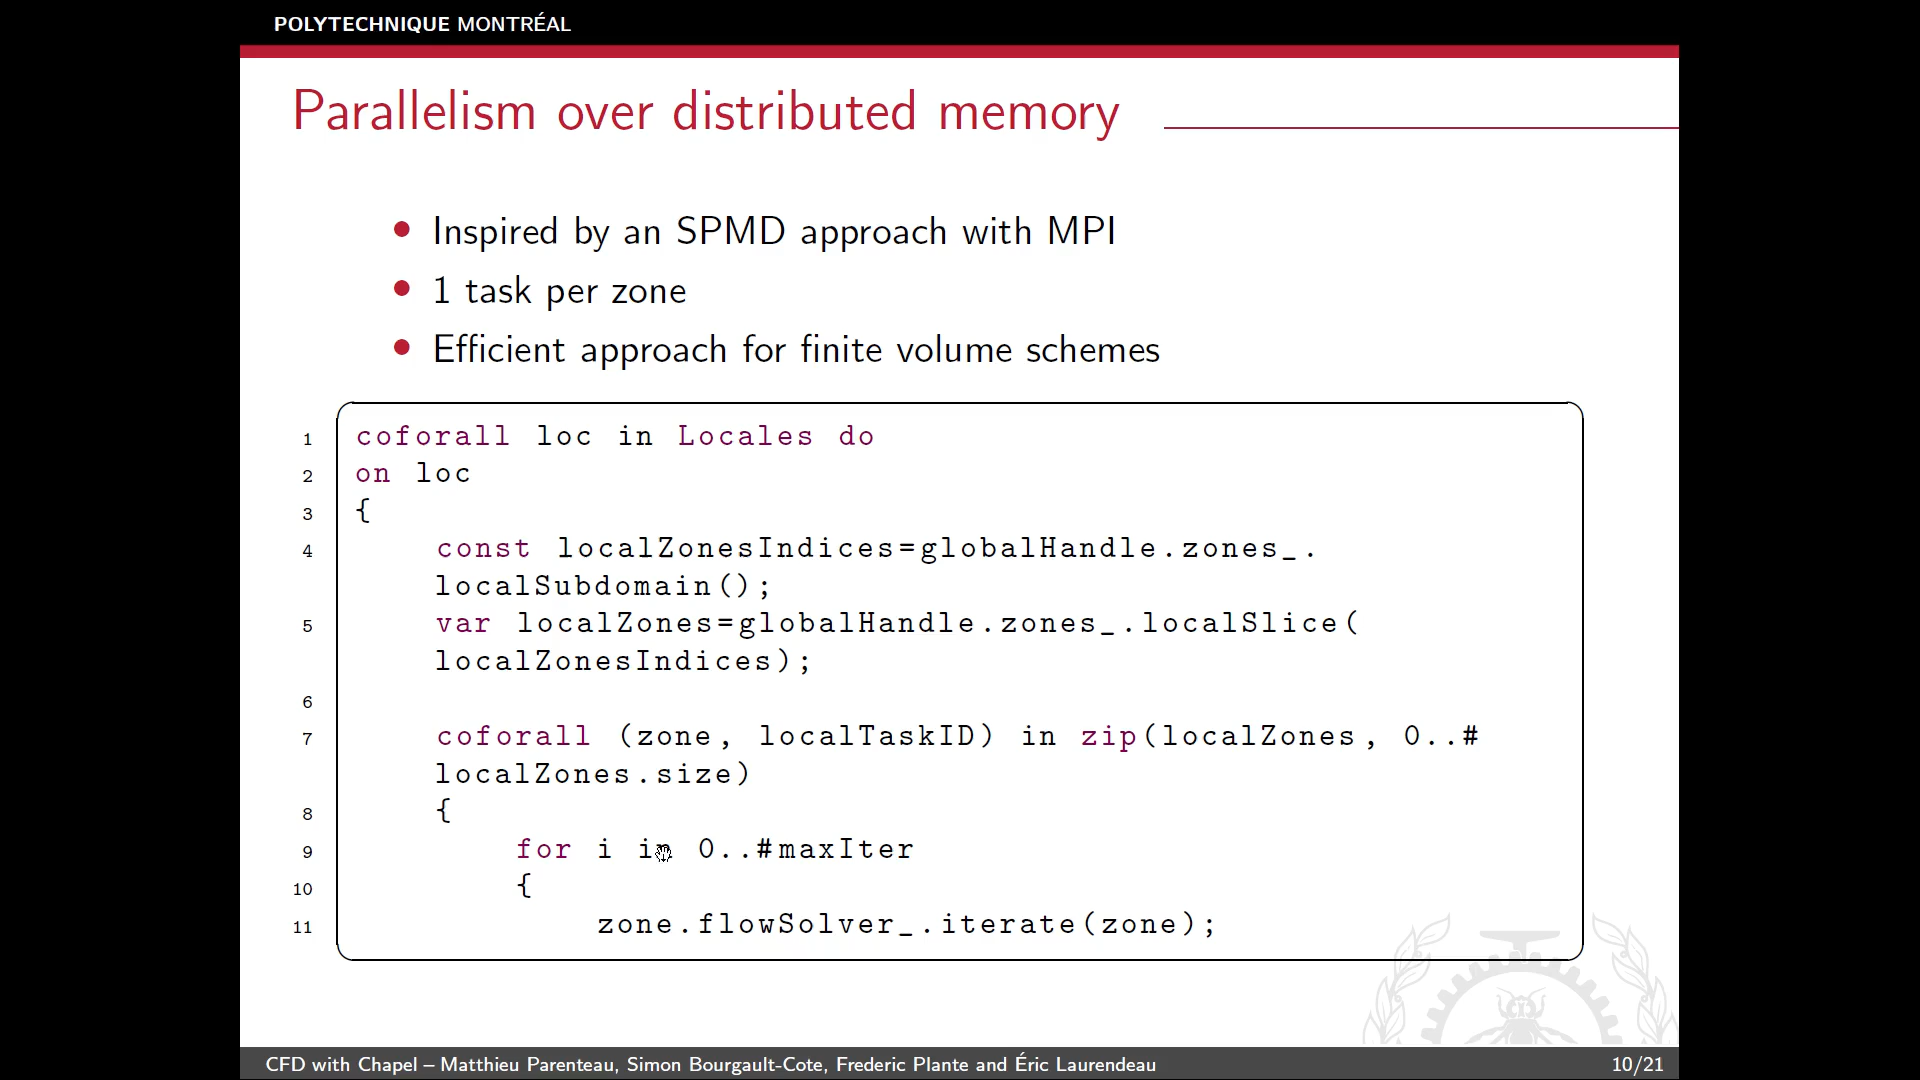 POLYTECHNIQUE MONTRÉAL
Parallelism over distributed memory
• Inspired by an SPMD approach with MPI
• 1 task per zone
• Efficient approach for finite volume schemes
1 coforall loc in Locales do
2 on loc
3 {
4 const localZonesIndices=globalHandle.zones_.
localSubdomain();
5 var localZones=globalHandle.zones_.localSlice(
localZonesIndices);
6
7 coforall (zone, localTaskID) in zip(localZones, 0..#
localZones.size)
8 {
9 for i in 0..#maxIter
10 {
11 zone.flowSolver_.iterate(zone);
CFD with Chapel – Matthieu Parenteau, Simon Bourgault-Cote, Frederic Plante and Éric Laurendeau 10/21